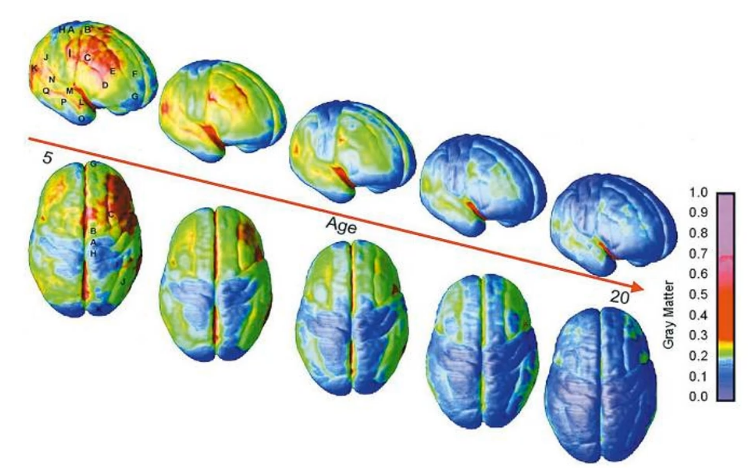 H A B
I
J C
K E F
N D
Q M G
P L
O
5
G
C
B
A
H
J
Age
20
Gray Matter
1.0
0.9
0.8
0.7
0.6
0.5
0.4
0.3
0.2
0.1
0.0